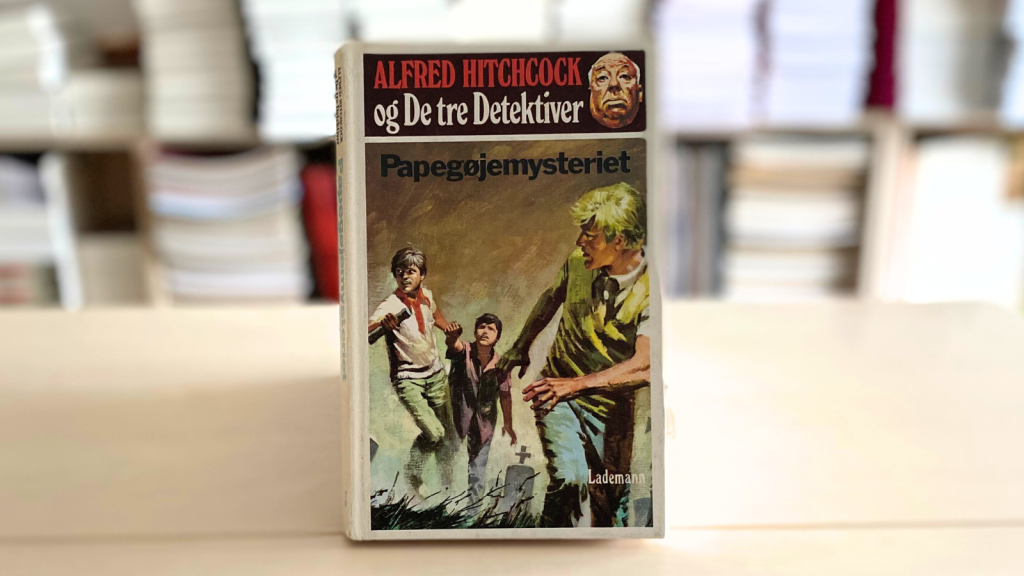 ALFRED HITCHCOCK
og De tre Detektiver
Papegøjemysteriet
Lademann